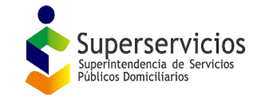 Superservicios
Superintendencia de Servicios
Públicos Domiciliarios